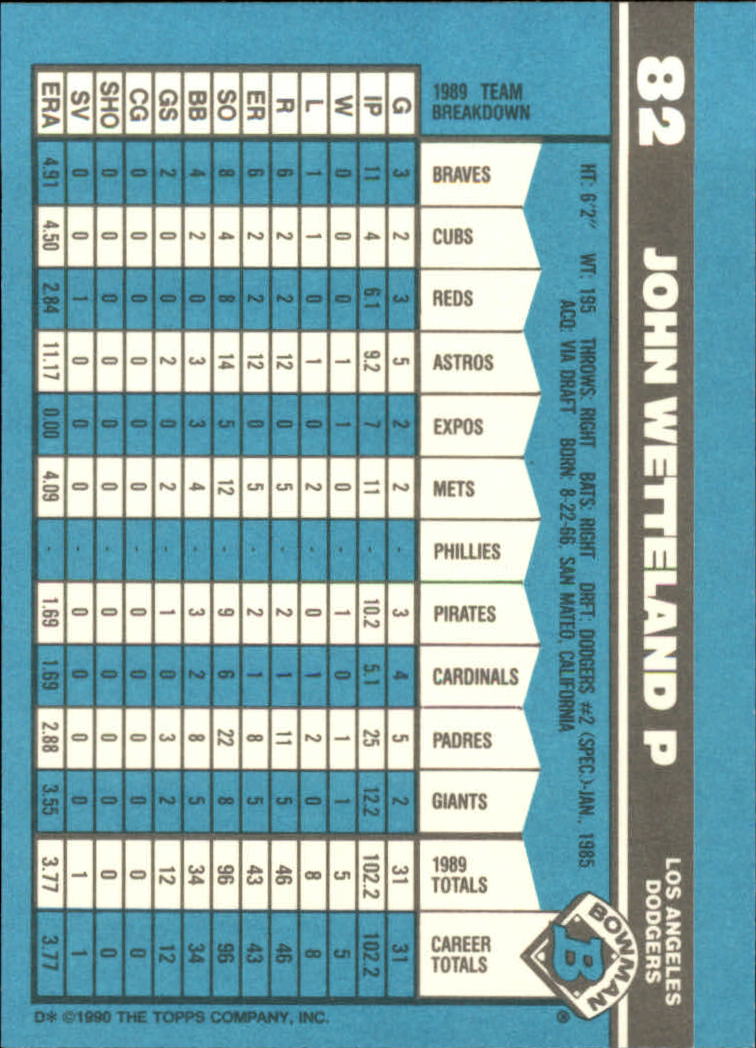 82 JOHN WETTELAND P LOS ANGELES DODGERS
HT: 6'2" WT: 195 THROWS: RIGHT BATS: RIGHT DRFT: DODGERS #2 (SPEC.)-JAN., 1985
ACQ: VIA DRAFT BORN: 8-22-66, SAN MATEO, CALIFORNIA
BOWMAN
B
1989 TEAM BREAKDOWN G IP W L R ER SO BB GS CG SHO SV ERA
BRAVES 3 11 0 1 6 6 8 4 2 0 0 0 4.91
CUBS 2 4 0 1 2 2 4 2 0 0 0 0 4.50
REDS 3 6.1 0 0 2 2 8 0 0 0 0 1 2.84
ASTROS 5 9.2 1 1 12 12 14 3 2 0 0 0 11.17
EXPOS 2 7 1 0 0 0 5 3 0 0 0 0 0.00
METS 2 11 0 2 5 5 12 4 2 0 0 0 4.09
PHILLIES - - - - - - - - - - - - -
PIRATES 3 10.2 1 0 2 2 9 3 1 0 0 0 1.69
CARDINALS 4 5.1 0 1 1 1 6 2 0 0 0 0 1.69
PADRES 5 25 1 2 11 8 22 8 3 0 0 0 2.88
GIANTS 2 12.2 1 0 5 5 8 5 2 0 0 0 3.55
1989 TOTALS 31 102.2 5 8 46 43 96 34 12 0 0 1 3.77
CAREER TOTALS 31 102.2 5 8 46 43 96 34 12 0 0 1 3.77
D* ©1990 THE TOPPS COMPANY, INC. ®